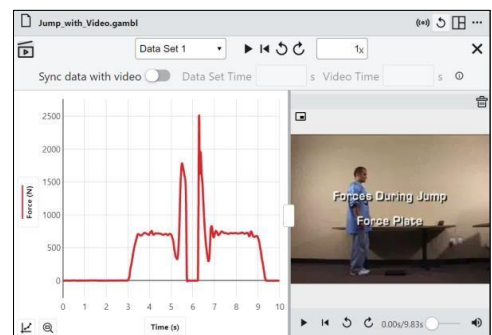 Jump_with_Video.gambl
Data Set 1
1x
Sync data with video
Data Set Time
s
Video Time
s
2500
2000
1500
1000
500
0
Force (N)
0 1 2 3 4 5 6 7 8 9 10
Time (s)
Forces During Jump
Force Plate
0.00s/9.83s